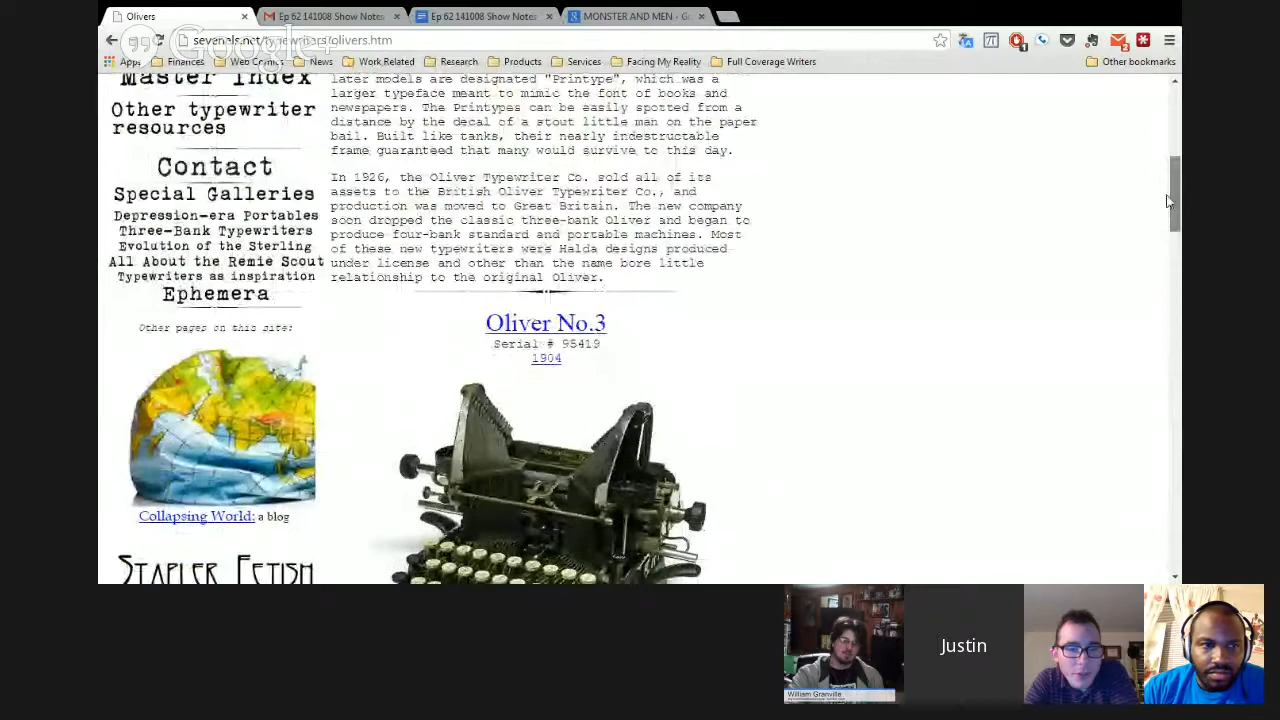 Olivers
Ep 62 141008 Show Notes
Ep 62 141008 Show Notes
MONSTER AND MEN - G
Google+
sevenels.net/typewriters/olivers.htm
Apps
Finances
Web Comics
News
Work Related
Research
Products
Services
Facing My Reality
Full Coverage Writers
Other bookmarks
Master Index
Other typewriter
resources
Contact
Special Galleries
Depression-era Portables
Three-Bank Typewriters
Evolution of the Sterling
All About the Remie Scout
Typewriters as inspiration
Ephemera
Other pages on this site:
Collapsing World: a blog
STAPLER FETISH
later models are designated "Printype", which was a
larger typeface meant to mimic the font of books and
newspapers. The Printypes can be easily spotted from a
distance by the decal of a stout little man on the paper
bail. Built like tanks, their nearly indestructable
frame guaranteed that many would survive to this day.
In 1926, the Oliver Typewriter Co. sold all of its
assets to the British Oliver Typewriter Co., and
production was moved to Great Britain. The new company
soon dropped the classic three-bank Oliver and began to
produce four-bank standard and portable machines. Most
of these new typewriters were Halda designs produced
under license and other than the name bore little
relationship to the original Oliver.
Oliver No.3
Serial # 95419
1904
William Granville
Justin